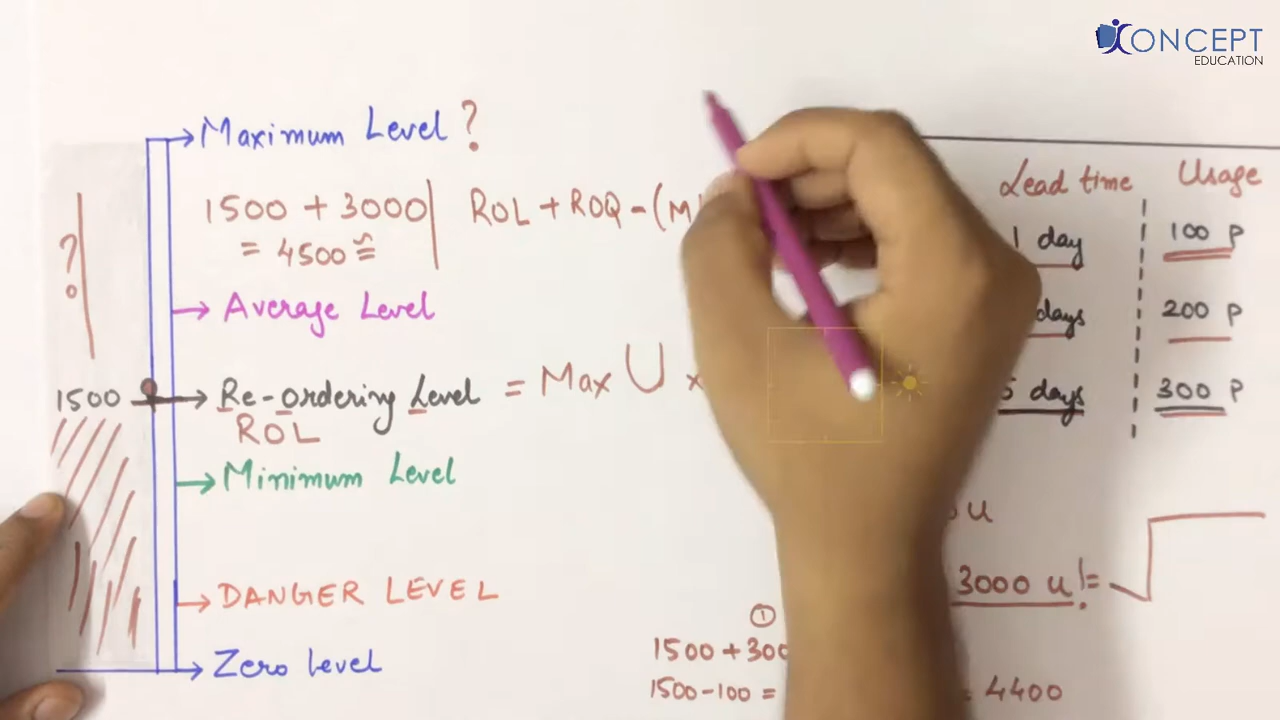 CONCEPT
EDUCATION
Maximum Level ?
1500 + 3000
= 4500
ROL + ROQ - (M
?
Average Level
1500
Re-ordering Level = Max U x
ROL
Minimum Level
DANGER LEVEL
Zero level
Lead time Usage
1 day 100 P
days 200 P
5 days 300 P
U
3000 u! = √
①
1500 + 300
1500 - 100 =
= 4400